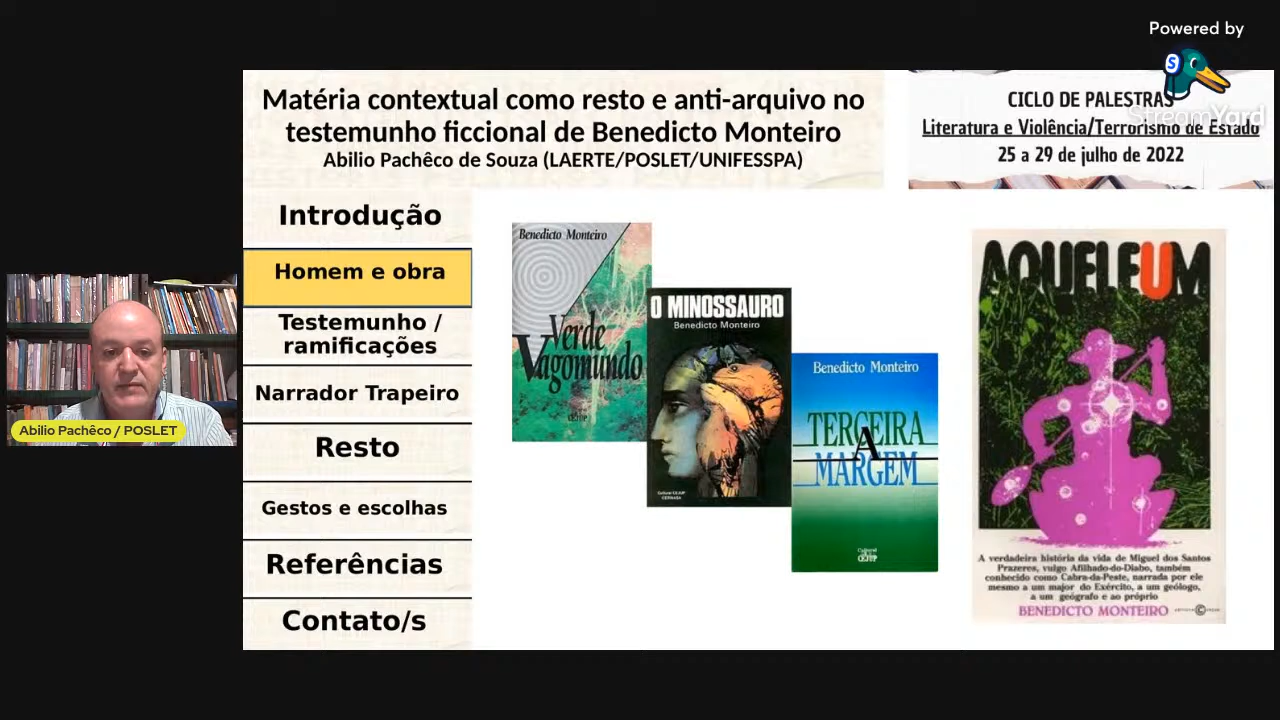 Powered by
StreamYard
Matéria contextual como resto e anti-arquivo no
testemunho ficcional de Benedicto Monteiro
Abilio Pachêco de Souza (LAERTE/POSLET/UNIFESSPA)
CICLO DE PALESTRAS
Literatura e Violência/Terrorismo de Estado
25 a 29 de julho de 2022
Introdução
Homem e obra
Testemunho /
ramificações
Narrador Trapeiro
Resto
Gestos e escolhas
Referências
Contato/s
Abilio Pachêco / POSLET
Benedicto Monteiro
Verde
Vagomundo
CEJUP
O MINOSSAURO
Benedicto Monteiro
Benedicto Monteiro
TERCEIRA
A
MARGEM
CEJUP
AQUELEUM
A verdadeira história da vida de Miguel dos Santos
Prazeres, vulgo Afilhado-do-Diabo, também
conhecido como Cabra-da-Peste, narrada por ele
mesmo a um major do Exército, a um geólogo,
a um geógrafo e ao próprio
BENEDICTO MONTEIRO